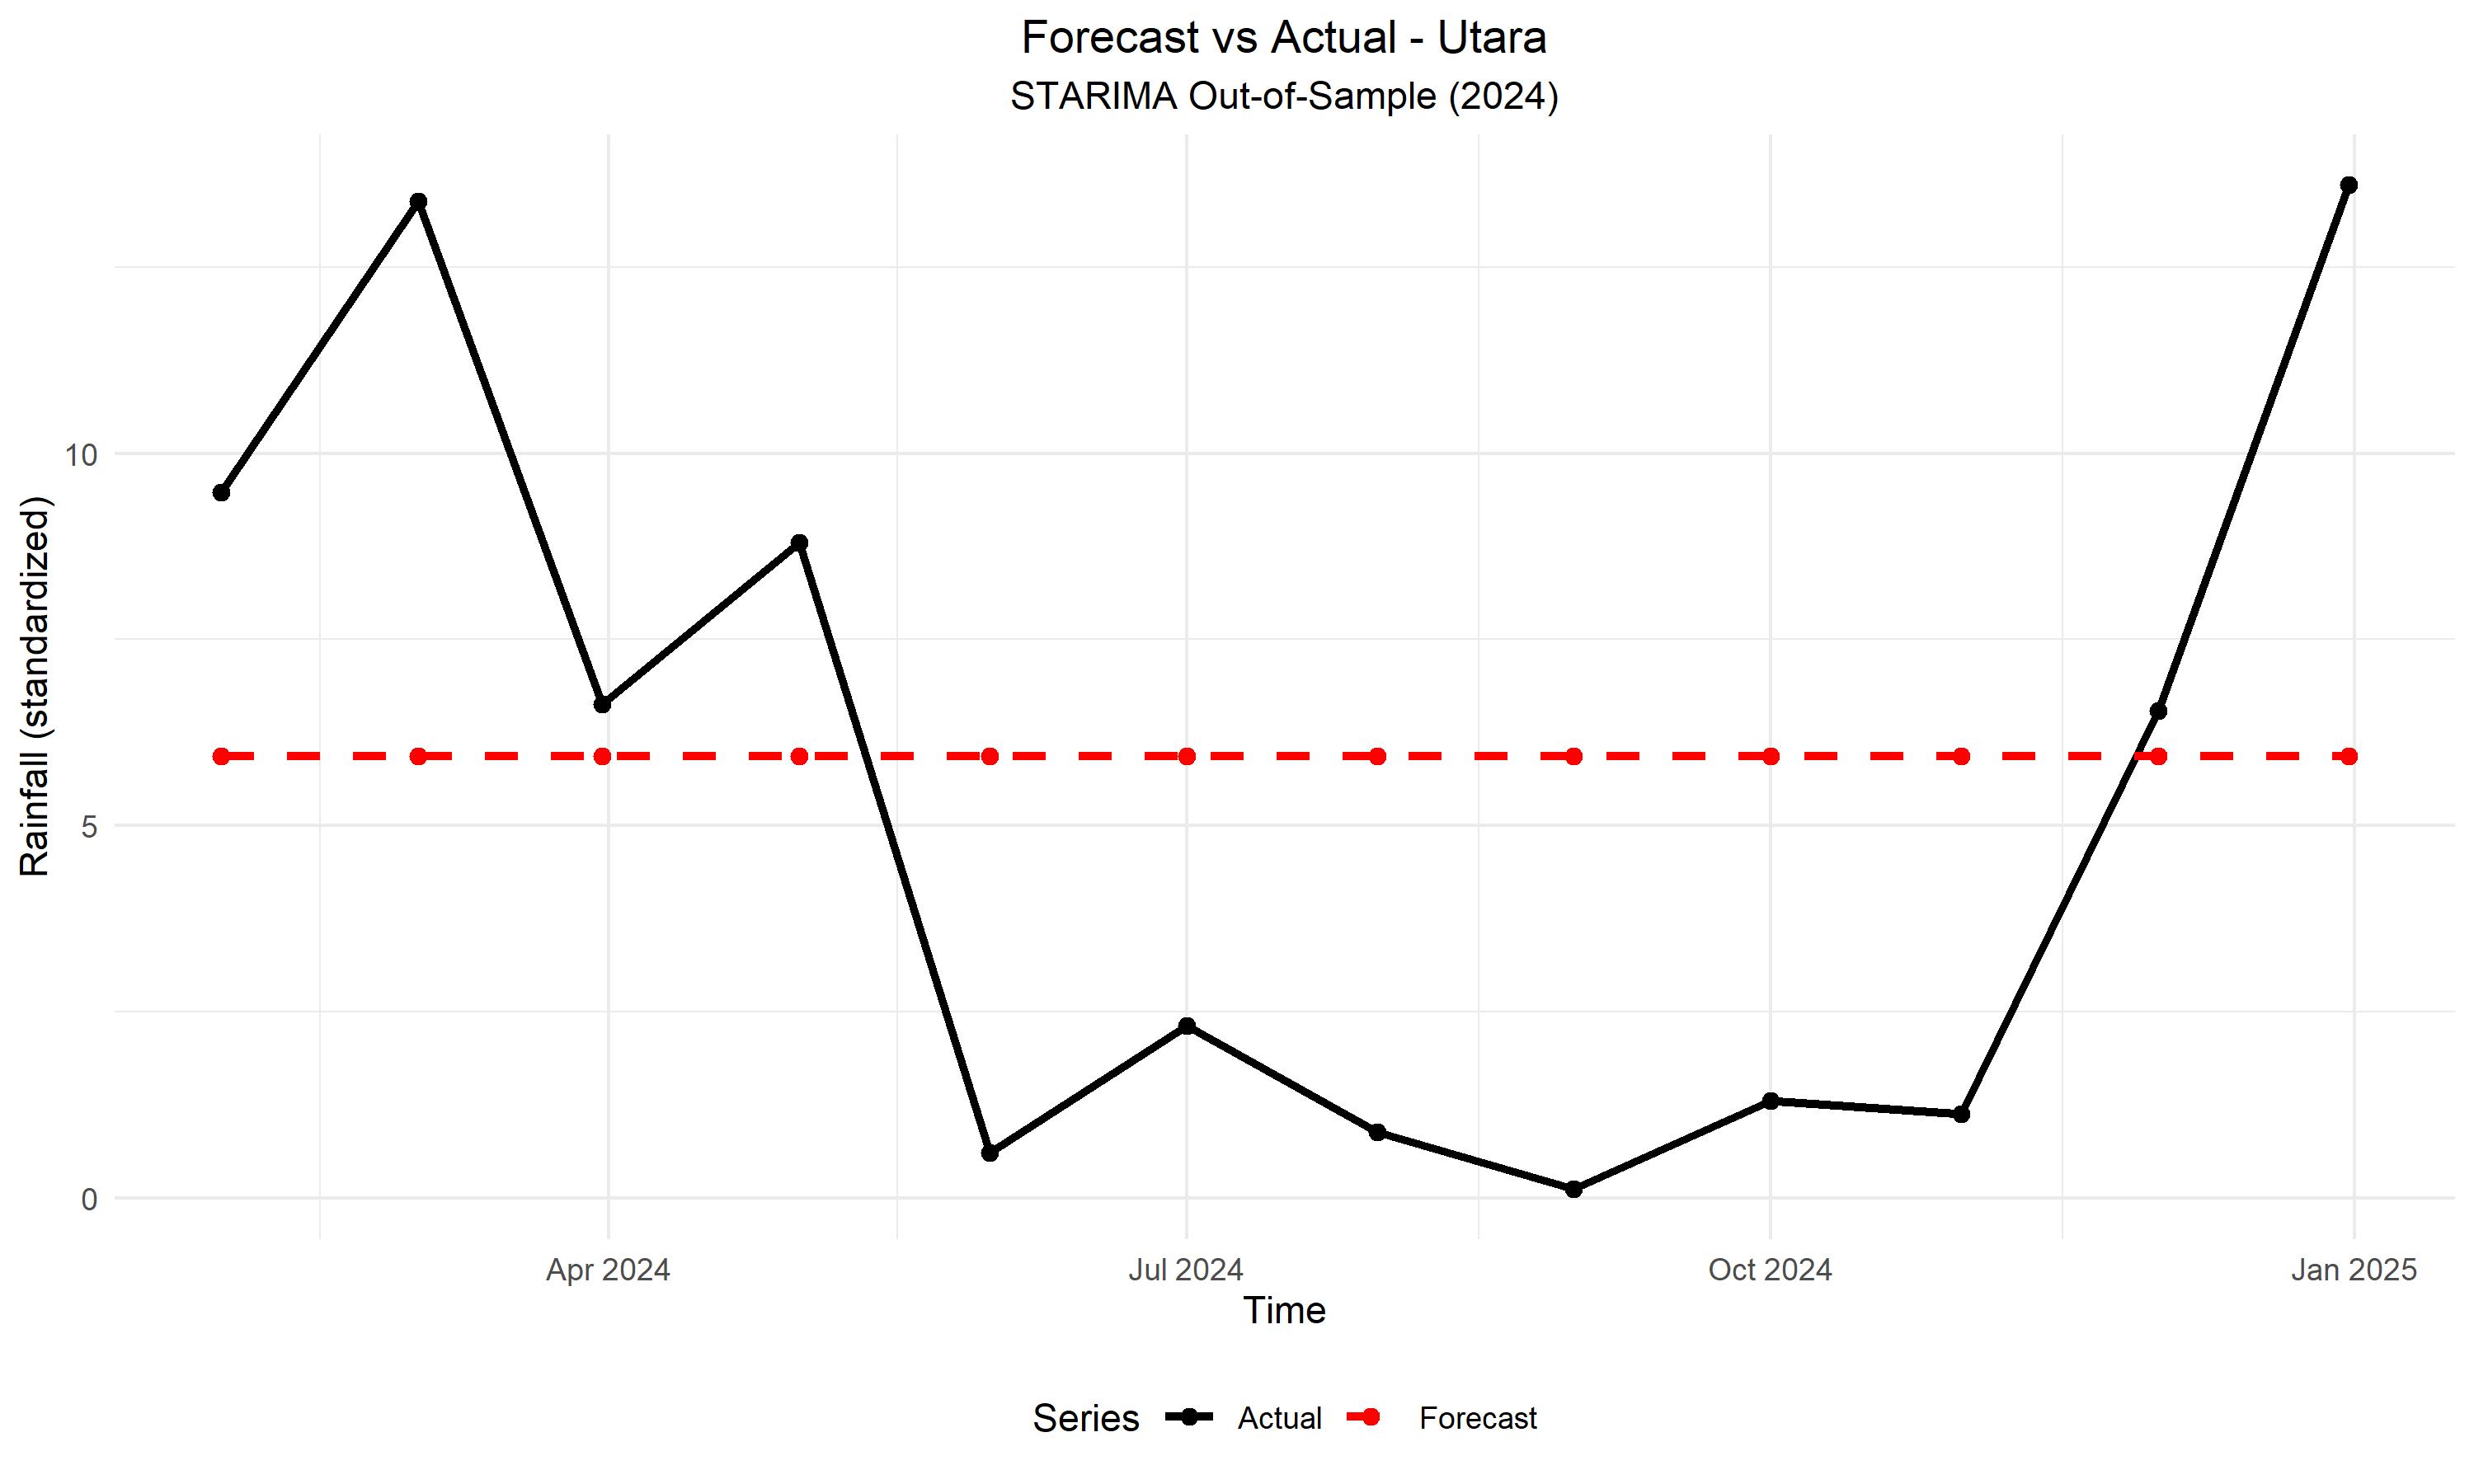 Forecast vs Actual - Utara
STARIMA Out-of-Sample (2024)
Rainfall (standardized)
10
5
0
Apr 2024
Jul 2024
Oct 2024
Jan 2025
Time
Series
Actual
Forecast